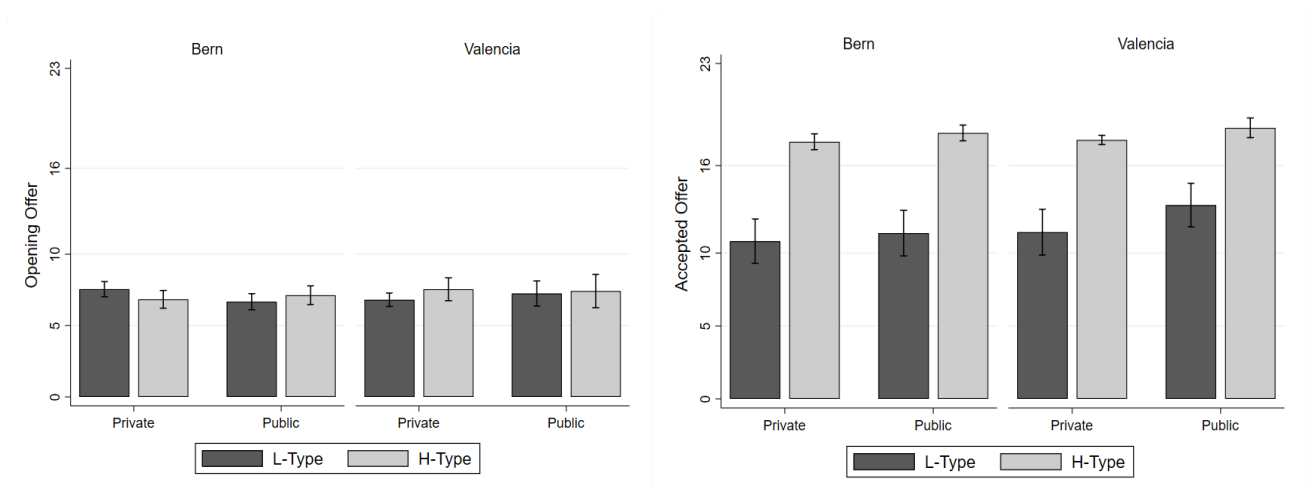 Bern Valencia
23
16
10
5
0
Opening Offer
Private Public Private Public
L-Type H-Type
Bern Valencia
23
16
10
5
0
Accepted Offer
Private Public Private Public
L-Type H-Type